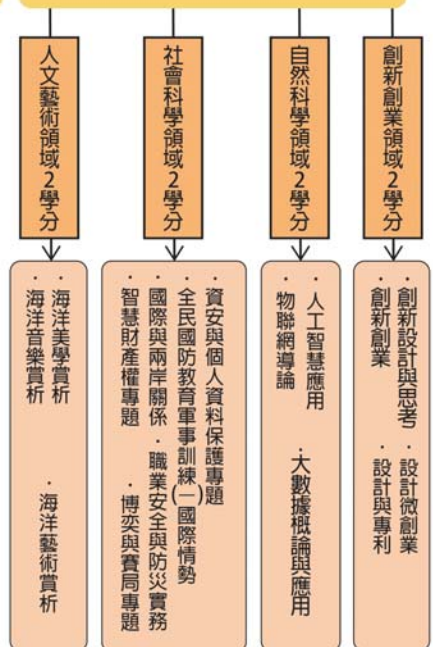 創新創業領域2學分
・創新設計與思考 ・設計微創業
・創新創業 ・設計與專利
自然科學領域2學分
・人工智慧應用 ・大數據概論與應用
・物聯網導論
社會科學領域2學分
・資安與個人資料保護專題
・全民國防教育軍事訓練(一)國際情勢
・國際與兩岸關係 ・職業安全與防災實務
・智慧財產權專題 ・博奕與賽局專題
人文藝術領域2學分
・海洋美學賞析 ・海洋藝術賞析
・海洋音樂賞析